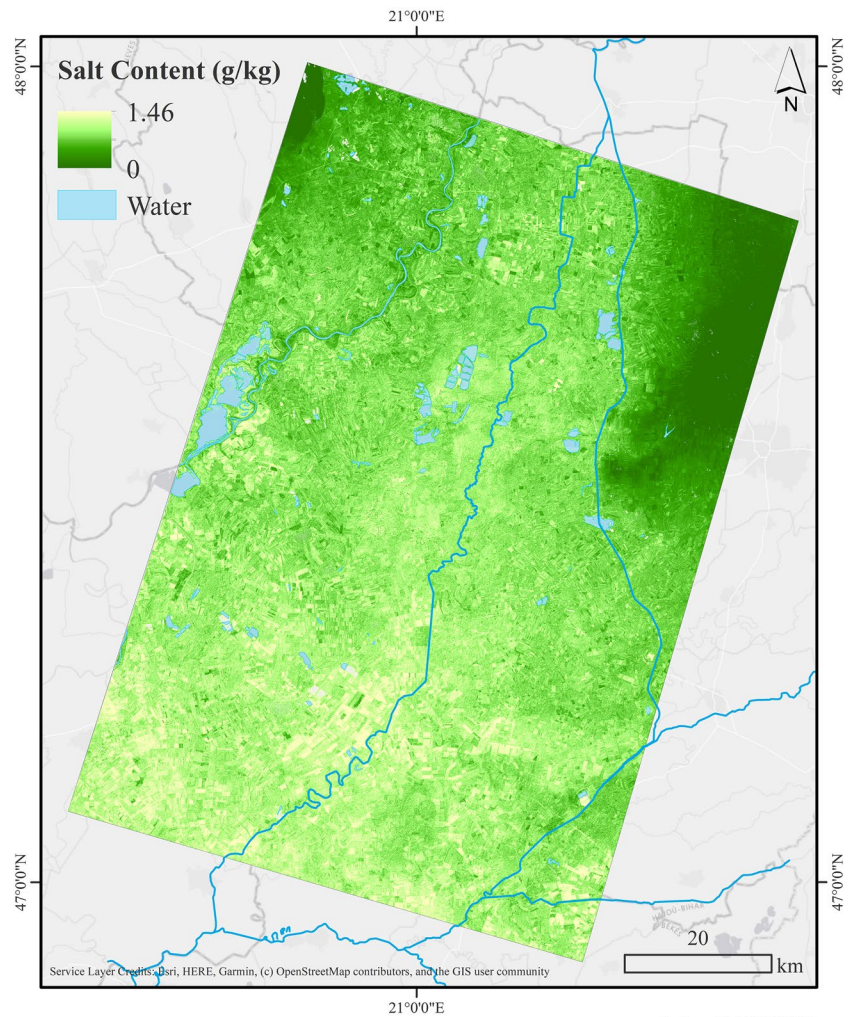 21°0'0"E
48°0'0"N
48°0'0"N
Salt Content (g/kg)
1.46
0
Water
N
47°0'0"N
47°0'0"N
20
km
Service Layer Credits: Esri, HERE, Garmin, (c) OpenStreetMap contributors, and the GIS user community
21°0'0"E